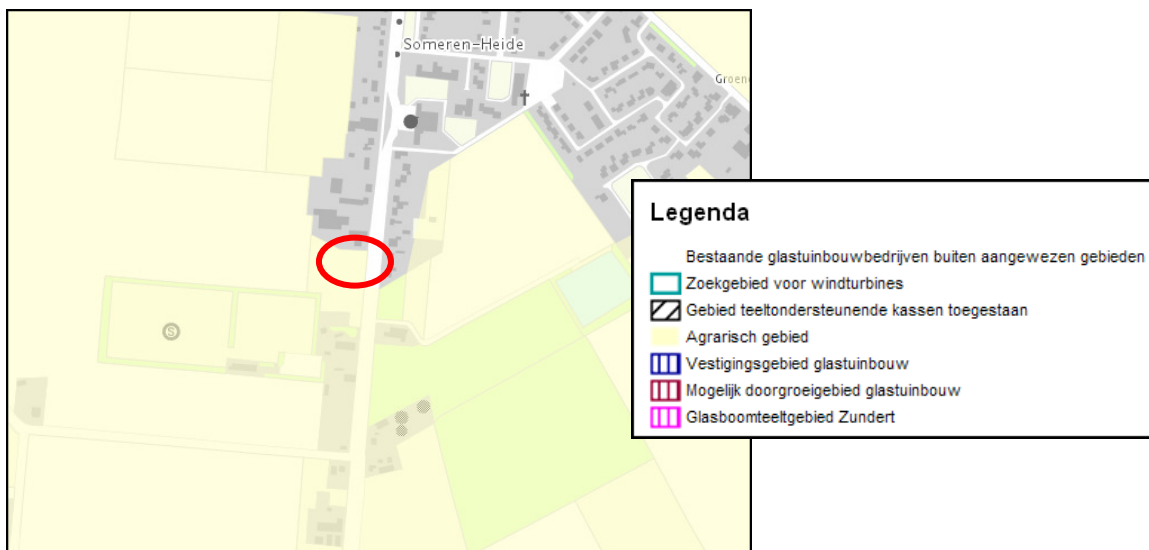 Someren-Heide
Groen
S
Legenda
Bestaande glastuinbouwbedrijven buiten aangewezen gebieden
Zoekgebied voor windturbines
Gebied teeltondersteunende kassen toegestaan
Agrarisch gebied
Vestigingsgebied glastuinbouw
Mogelijk doorgroeigebied glastuinbouw
Glasboomteeltgebied Zundert